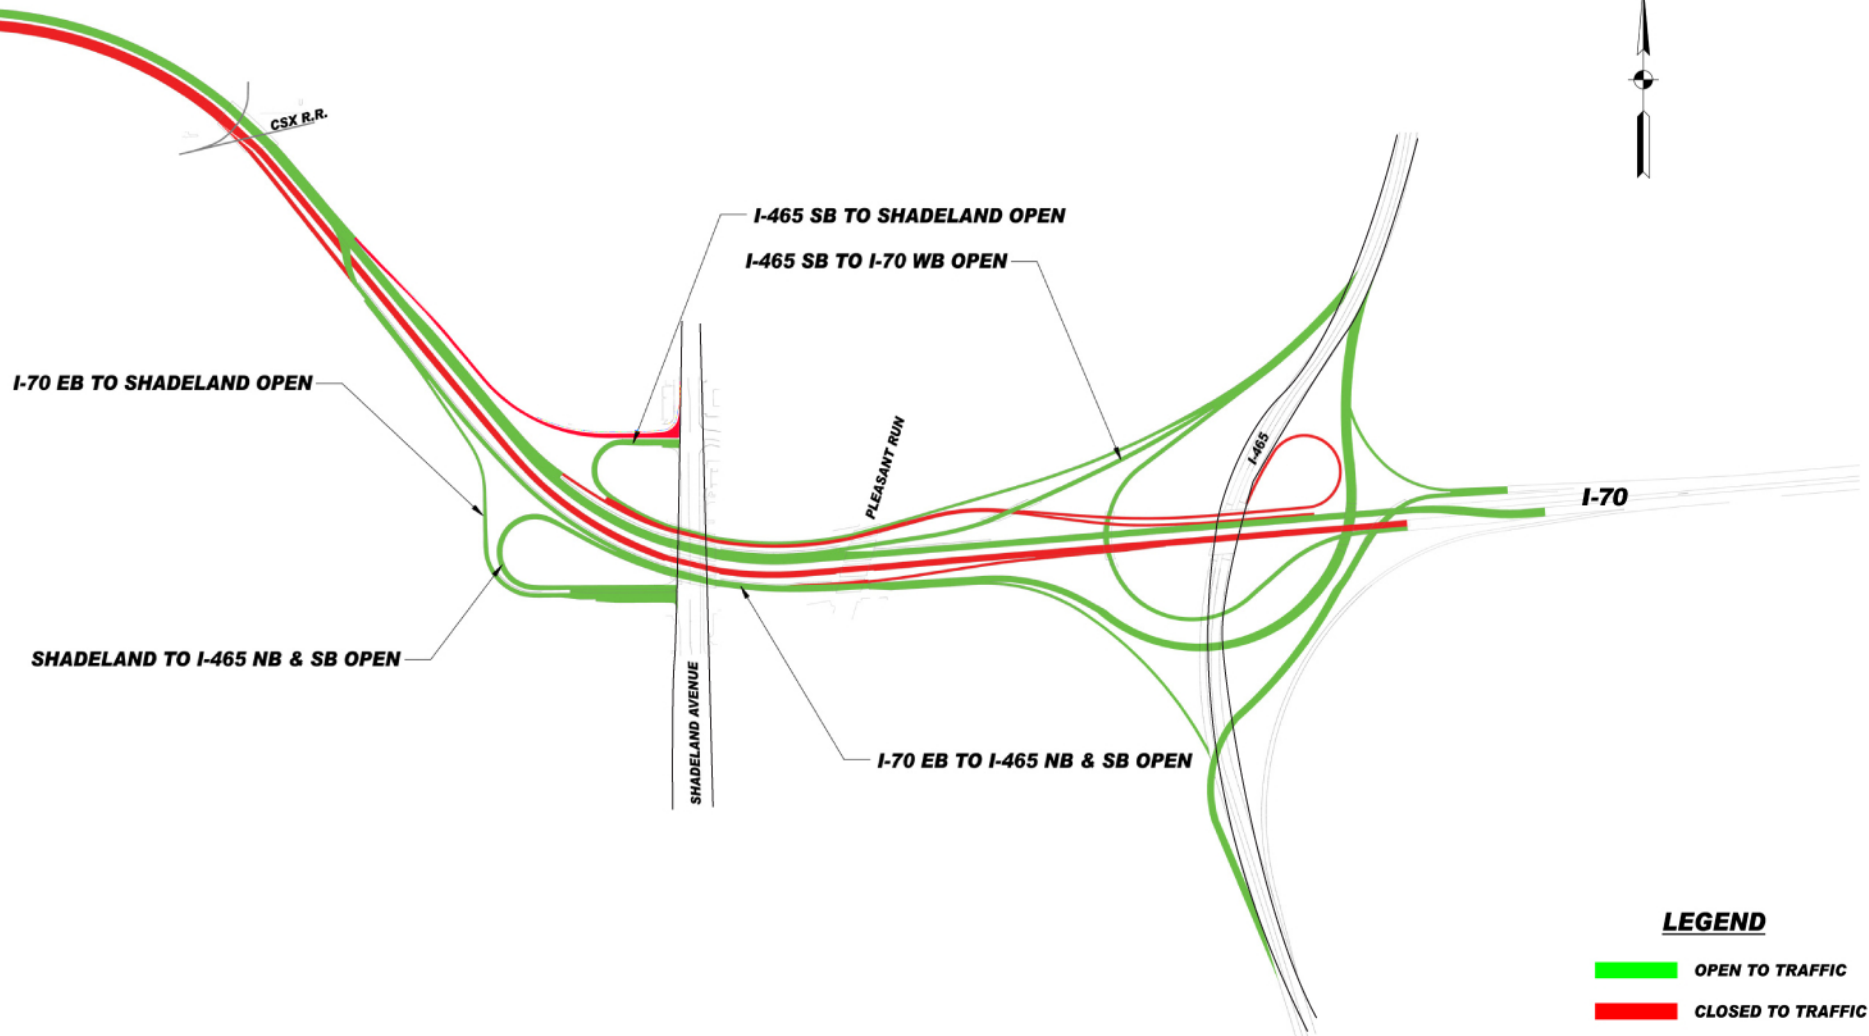 CSX R.R.
I-465 SB TO SHADELAND OPEN
I-465 SB TO I-70 WB OPEN
I-70 EB TO SHADELAND OPEN
PLEASANT RUN
I-465
I-70
SHADELAND TO I-465 NB & SB OPEN
SHADELAND AVENUE
I-70 EB TO I-465 NB & SB OPEN
LEGEND
OPEN TO TRAFFIC
CLOSED TO TRAFFIC